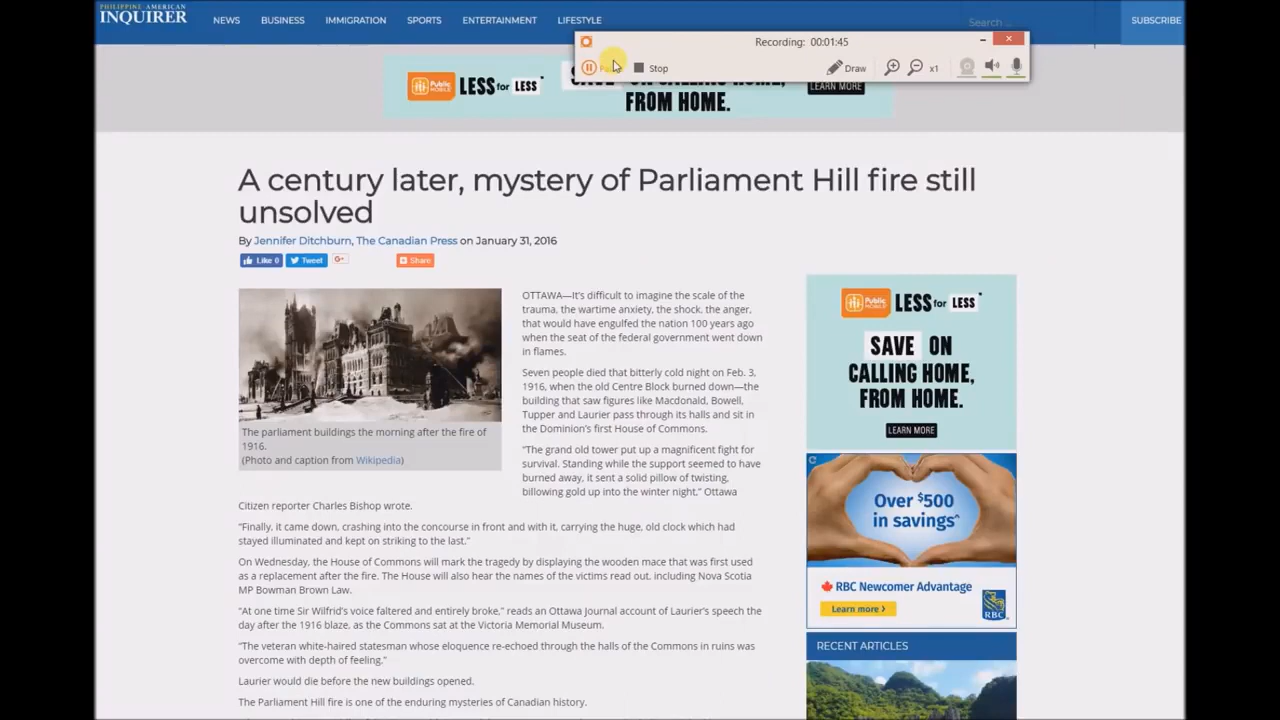 PHILIPPINE AMERICAN
INQUIRER
NEWS BUSINESS IMMIGRATION SPORTS ENTERTAINMENT LIFESTYLE
Search ...
SUBSCRIBE
Recording: 00:01:45
Stop
Draw
x1
Public MOBILE
LESS for LESS*
FROM HOME.
LEARN MORE
A century later, mystery of Parliament Hill fire still
unsolved
By Jennifer Ditchburn, The Canadian Press on January 31, 2016
Like 0 Tweet G+ Share
The parliament buildings the morning after the fire of
1916.
(Photo and caption from Wikipedia)
OTTAWA—It's difficult to imagine the scale of the
trauma, the wartime anxiety, the shock, the anger,
that would have engulfed the nation 100 years ago
when the seat of the federal government went down
in flames.
Seven people died that bitterly cold night on Feb. 3,
1916, when the old Centre Block burned down—the
building that saw figures like Macdonald, Bowell,
Tupper and Laurier pass through its halls and sit in
the Dominion's first House of Commons.
“The grand old tower put up a magnificent fight for
survival. Standing while the support seemed to have
burned away, it sent a solid pillow of twisting,
billowing gold up into the winter night,” Ottawa
Citizen reporter Charles Bishop wrote.
“Finally, it came down, crashing into the concourse in front and with it, carrying the huge, old clock which had
stayed illuminated and kept on striking to the last.”
On Wednesday, the House of Commons will mark the tragedy by displaying the wooden mace that was first used
as a replacement after the fire. The House will also hear the names of the victims read out, including Nova Scotia
MP Bowman Brown Law.
“At one time Sir Wilfrid's voice faltered and entirely broke,” reads an Ottawa Journal account of Laurier's speech the
day after the 1916 blaze, as the Commons sat at the Victoria Memorial Museum.
“The veteran white-haired statesman whose eloquence re-echoed through the halls of the Commons in ruins was
overcome with depth of feeling.”
Laurier would die before the new buildings opened.
The Parliament Hill fire is one of the enduring mysteries of Canadian history.
Public MOBILE
LESS for LESS*
SAVE ON
CALLING HOME,
FROM HOME.
LEARN MORE
Over $500
in savings^
RBC Newcomer Advantage
Learn more >
RBC
RECENT ARTICLES